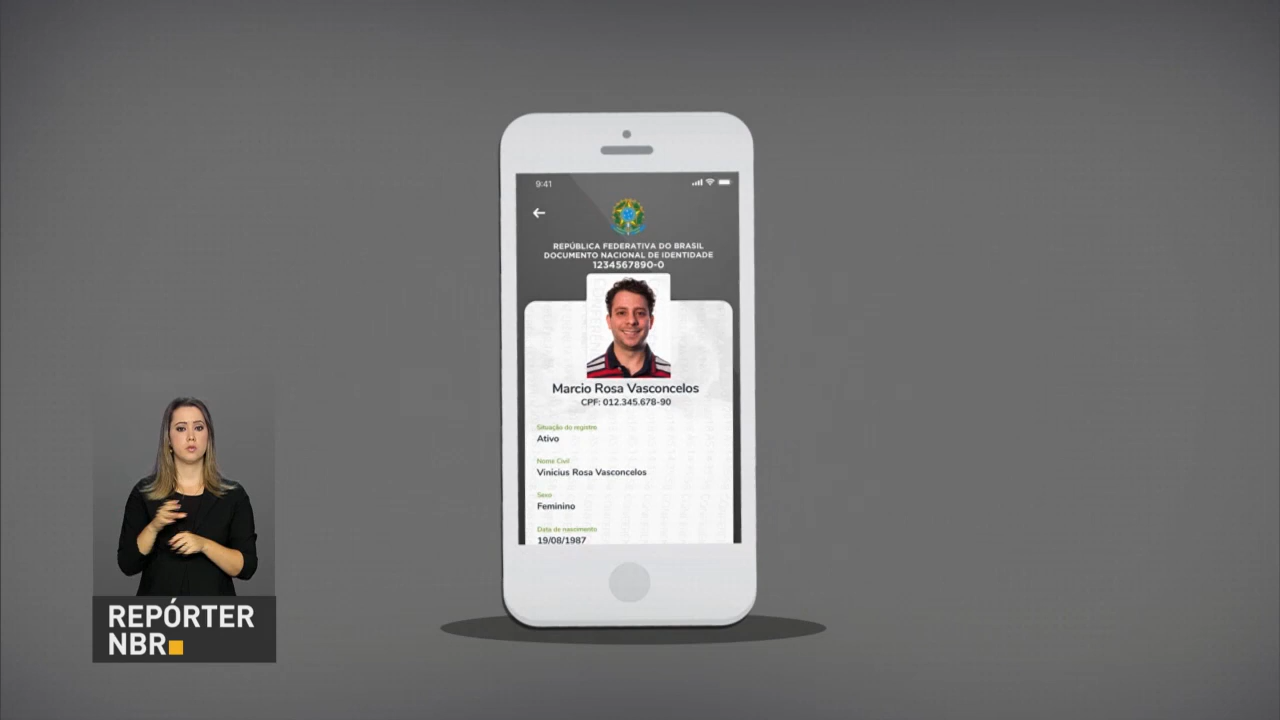 9:41
REPÚBLICA FEDERATIVA DO BRASIL
DOCUMENTO NACIONAL DE IDENTIDADE
1234567890-0
Marcio Rosa Vasconcelos
CPF: 012.345.678-90
Situação do registre
Ativo
Nome Civil
Vinicius Rosa Vasconcelos
Sexo
Feminino
Data de nascimento
19/08/1987
REPÓRTER
NBR